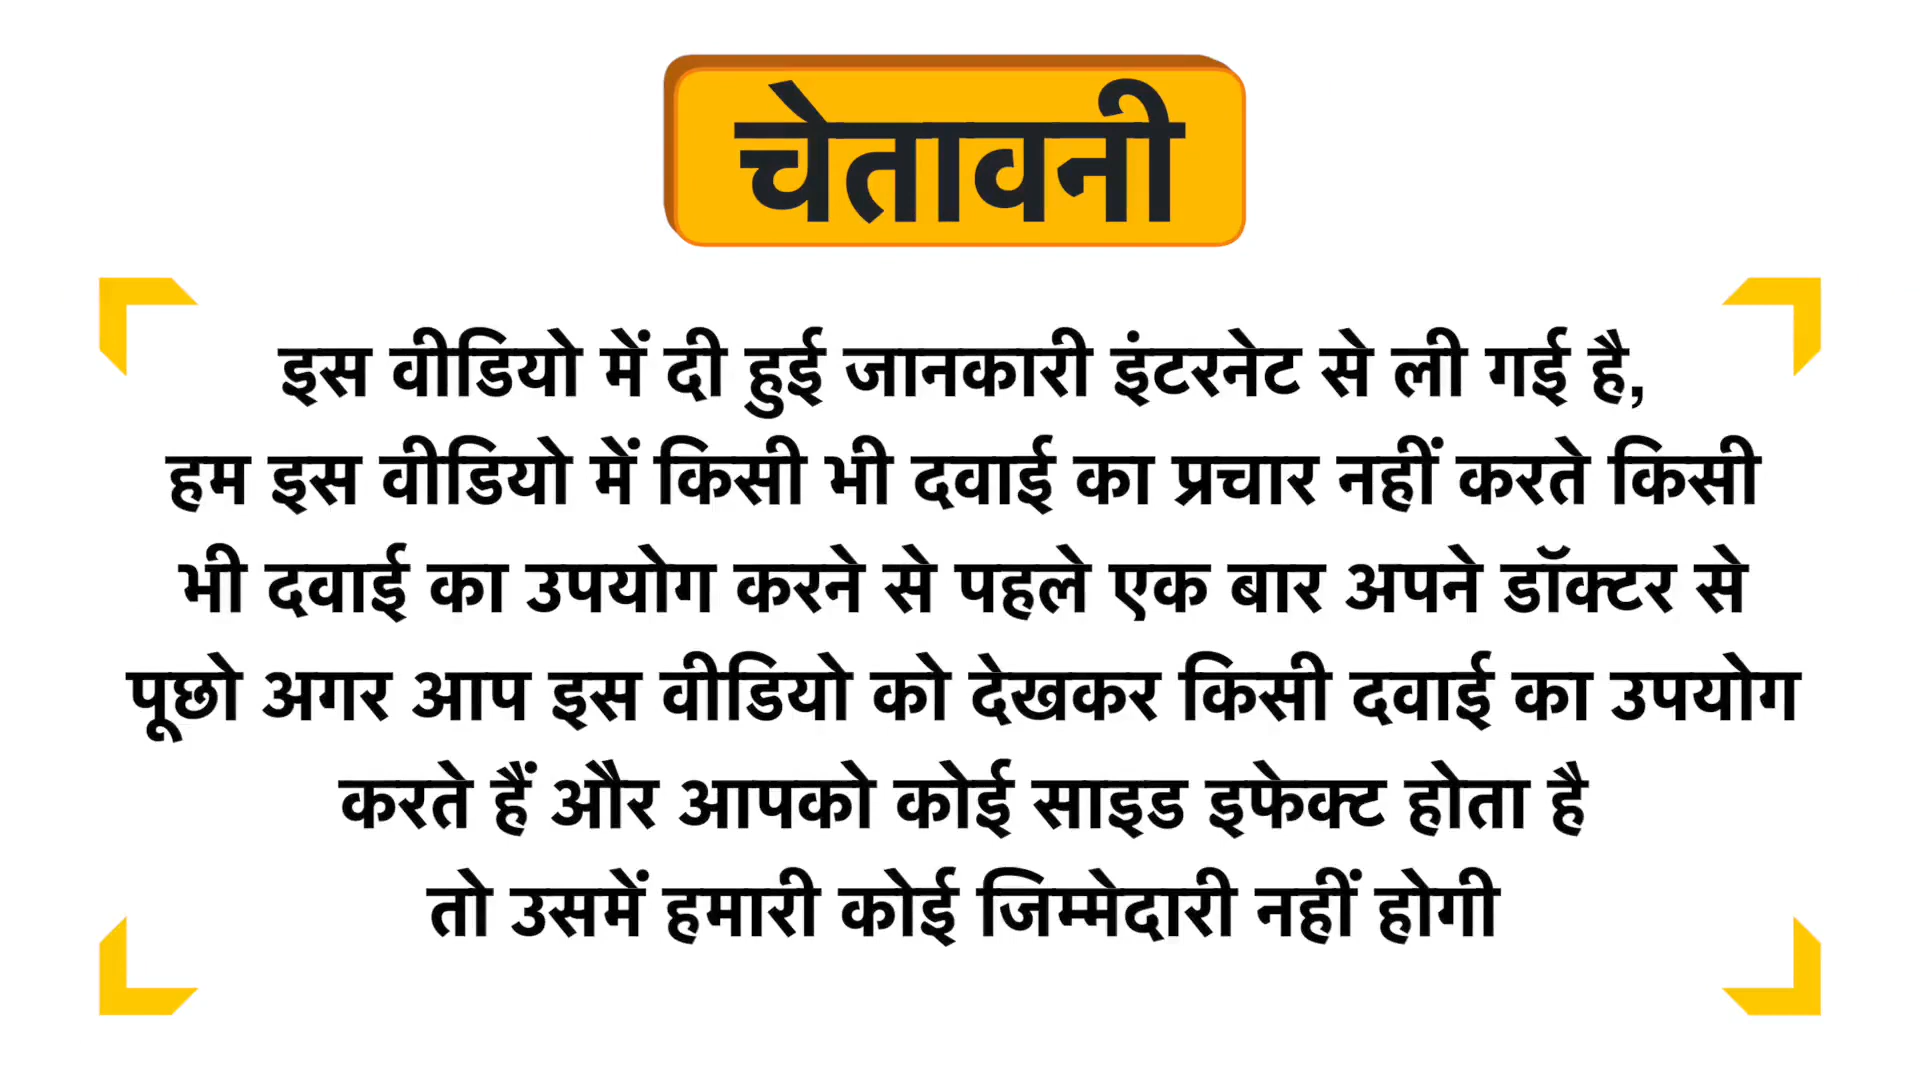 चेतावनी
इस वीडियो में दी हुई जानकारी इंटरनेट से ली गई है,
हम इस वीडियो में किसी भी दवाई का प्रचार नहीं करते किसी
भी दवाई का उपयोग करने से पहले एक बार अपने डॉक्टर से
पूछो अगर आप इस वीडियो को देखकर किसी दवाई का उपयोग
करते हैं और आपको कोई साइड इफेक्ट होता है
तो उसमें हमारी कोई जिम्मेदारी नहीं होगी